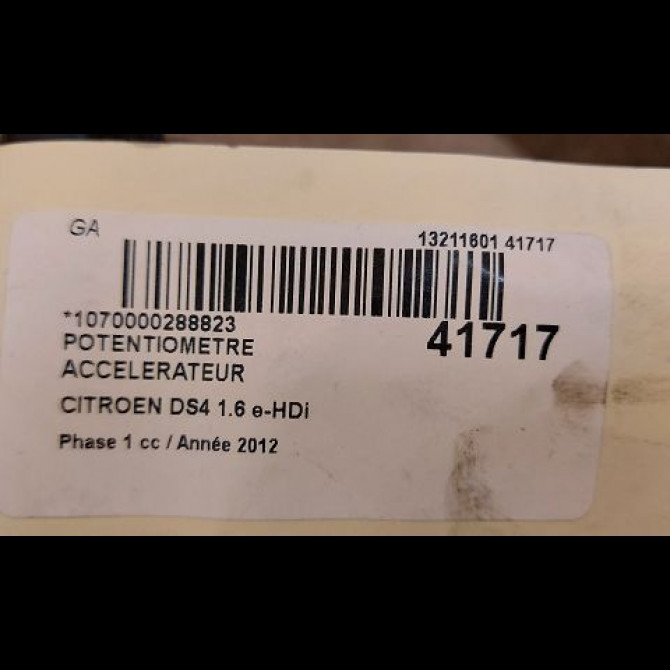 GA
13211601 41717
*1070000288823
41717
POTENTIOMETRE
ACCELERATEUR
CITROEN DS4 1.6 e-HDi
Phase 1 cc / Année 2012